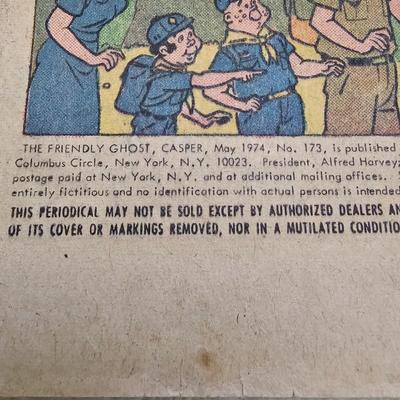 THE FRIENDLY GHOST, CASPER, May 1974, No. 173, is published
Columbus Circle, New York, N.Y. 10023. President, Alfred Harvey;
postage paid at New York, N.Y. and at additional mailing offices.
entirely fictitious and no identification with actual persons is intended
THIS PERIODICAL MAY NOT BE SOLD EXCEPT BY AUTHORIZED DEALERS AN
OF ITS COVER OR MARKINGS REMOVED, NOR IN A MUTILATED CONDITIO